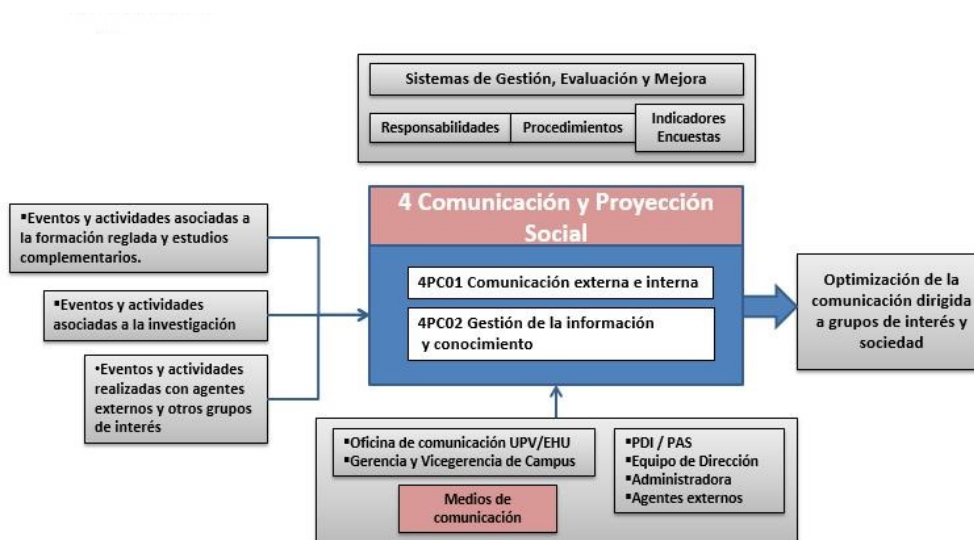 Sistemas de Gestión, Evaluación y Mejora
Responsabilidades
Procedimientos
Indicadores
Encuestas
4 Comunicación y Proyección
Social
4PC01 Comunicación externa e interna
4PC02 Gestión de la información
y conocimiento
▪Eventos y actividades asociadas a
la formación reglada y estudios
complementarios.
▪Eventos y actividades
asociadas a la investigación
•Eventos y actividades
realizadas con agentes
externos y otros grupos
de interés
Optimización de la
comunicación dirigida
a grupos de interés y
sociedad
▪Oficina de comunicación UPV/EHU
▪Gerencia y Vicegerencia de Campus
Medios de
comunicación
▪PDI / PAS
▪Equipo de Dirección
▪Administradora
▪Agentes externos